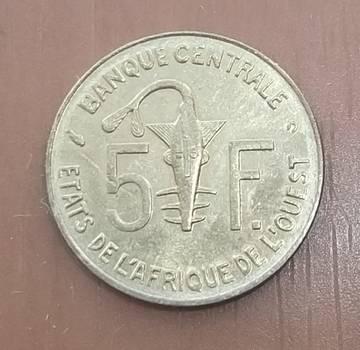 BANQUE CENTRALE
5 F.
ETATS DE L'AFRIQUE DE L'OUEST